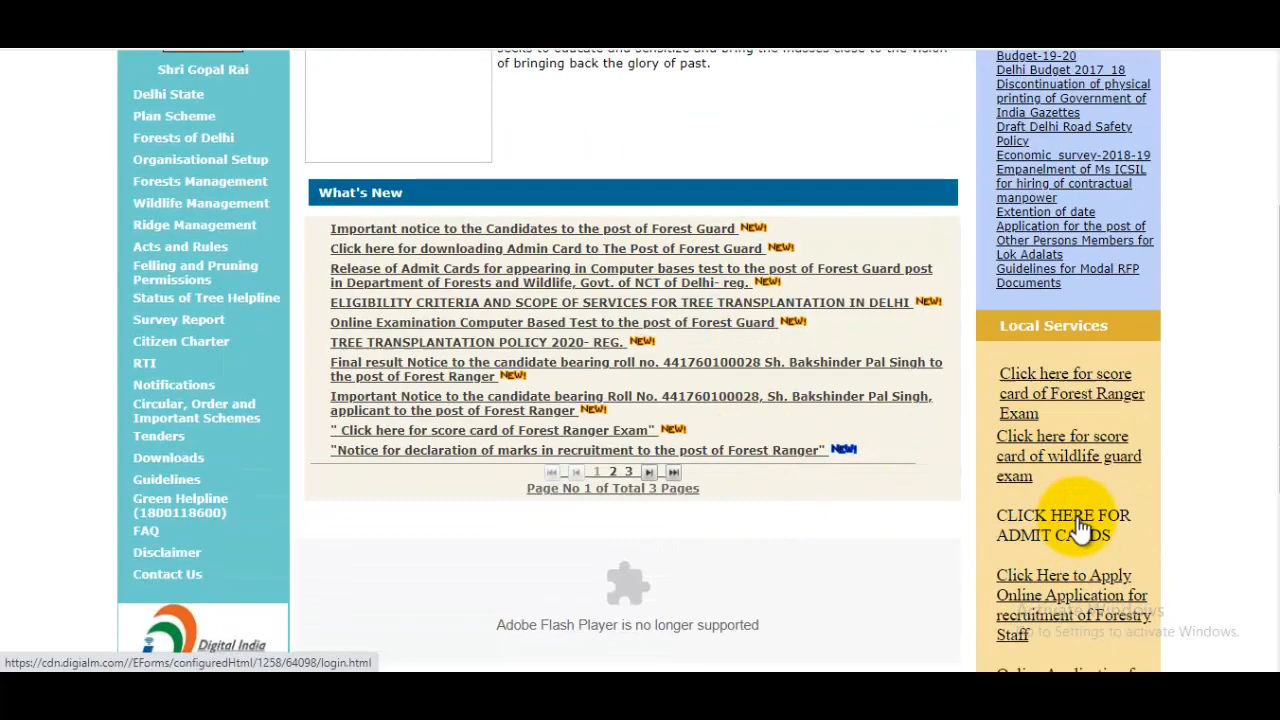 Shri Gopal Rai
Delhi State
Plan Scheme
Forests of Delhi
Organisational Setup
Forests Management
Wildlife Management
Ridge Management
Acts and Rules
Felling and Pruning
Permissions
Status of Tree Helpline
Survey Report
Citizen Charter
RTI
Notifications
Circular, Order and
Important Schemes
Tenders
Downloads
Guidelines
Green Helpline
(1800118600)
FAQ
Disclaimer
Contact Us
Digital India
of bringing back the glory of past.
What's New
Important notice to the Candidates to the post of Forest Guard NEW!
Click here for downloading Admin Card to The Post of Forest Guard NEW!
Release of Admit Cards for appearing in Computer bases test to the post of Forest Guard post
in Department of Forests and Wildlife, Govt. of NCT of Delhi- reg. NEW!
ELIGIBILITY CRITERIA AND SCOPE OF SERVICES FOR TREE TRANSPLANTATION IN DELHI NEW!
Online Examination Computer Based Test to the post of Forest Guard NEW!
TREE TRANSPLANTATION POLICY 2020- REG. NEW!
Final result Notice to the candidate bearing roll no. 441760100028 Sh. Bakshinder Pal Singh to
the post of Forest Ranger NEW!
Important Notice to the candidate bearing Roll No. 441760100028, Sh. Bakshinder Pal Singh,
applicant to the post of Forest Ranger NEW!
" Click here for score card of Forest Ranger Exam" NEW!
"Notice for declaration of marks in recruitment to the post of Forest Ranger" NEW!
1 2 3
Page No 1 of Total 3 Pages
Adobe Flash Player is no longer supported
Budget-19-20
Delhi Budget 2017_18
Discontinuation of physical
printing of Government of
India Gazettes
Draft Delhi Road Safety
Policy
Economic_survey-2018-19
Empanelment of Ms ICSIL
for hiring of contractual
manpower
Extention of date
Application for the post of
Other Persons Members for
Lok Adalats
Guidelines for Modal RFP
Documents
Local Services
Click here for score
card of Forest Ranger
Exam
Click here for score
card of wildlife guard
exam
CLICK HERE FOR
ADMIT CARDS
Click Here to Apply
Online Application for
recruitment of Forestry
Staff
Activate Windows
Go to Settings to activate Windows.
https://cdn.digialm.com//EForms/configuredHtml/1258/64098/login.html